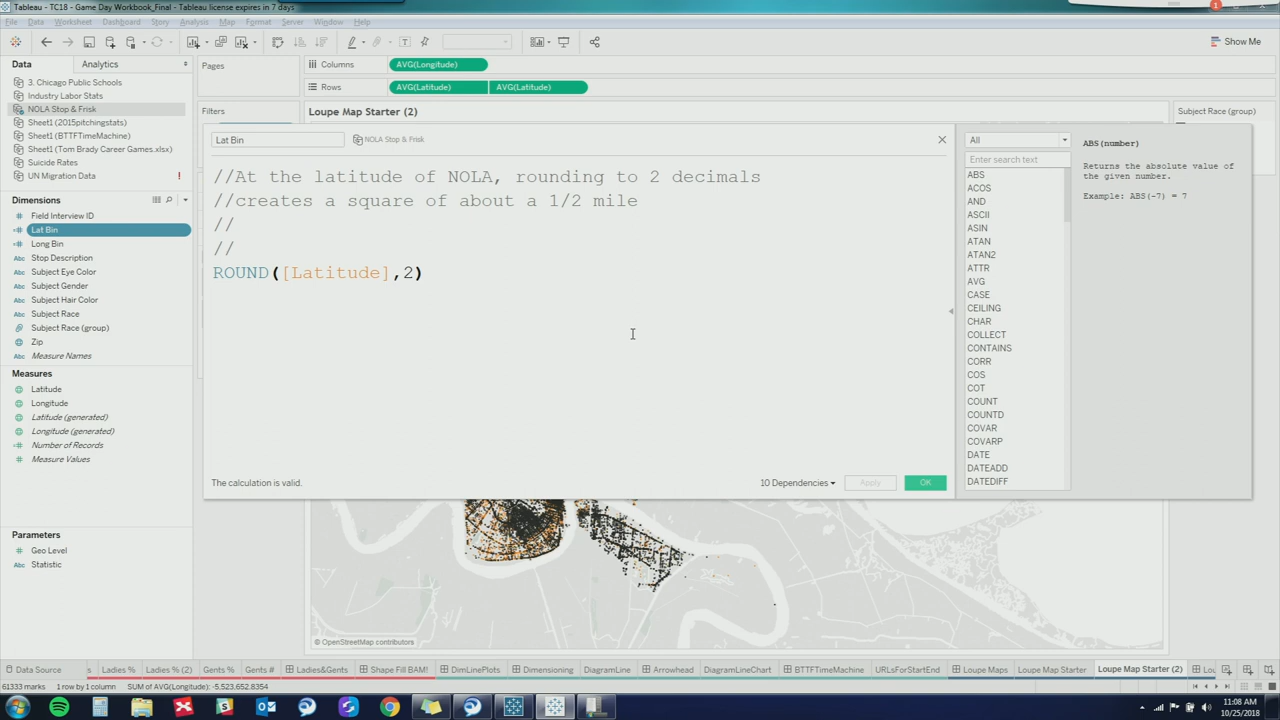 Tableau - TC18 - Game Day Workbook_Final - Tableau license expires in 7 days
1
File Data Worksheet Dashboard Story Analysis Map Format Server Window Help
Show Me
Data Analytics
3. Chicago Public Schools
Industry Labor Stats
NOLA Stop & Frisk
Sheet1 (2015pitchingstats)
Sheet1 (BTTFTimeMachine)
Sheet1 (Tom Brady Career Games.xlsx)
Suicide Rates
UN Migration Data !
Dimensions
Field Interview ID
Lat Bin
Long Bin
Abc Stop Description
Abc Subject Eye Color
Abc Subject Gender
Abc Subject Hair Color
Abc Subject Race
Subject Race (group)
Zip
Abc Measure Names
Measures
Latitude
Longitude
Latitude (generated)
Longitude (generated)
Number of Records
Measure Values
Parameters
Geo Level
Abc Statistic
Pages
Columns AVG(Longitude)
Rows AVG(Latitude) AVG(Latitude)
Filters
Loupe Map Starter (2)
Subject Race (group)
Lat Bin NOLA Stop & Frisk
//At the latitude of NOLA, rounding to 2 decimals
//creates a square of about a 1/2 mile
//
//
ROUND([Latitude],2)
The calculation is valid.
10 Dependencies
Apply
OK
All
Enter search text
ABS
ACOS
AND
ASCII
ASIN
ATAN
ATAN2
ATTR
AVG
CASE
CEILING
CHAR
COLLECT
CONTAINS
CORR
COS
COT
COUNT
COUNTD
COVAR
COVARP
DATE
DATEADD
DATEDIFF
ABS(number)
Returns the absolute value of
the given number.
Example: ABS(-7) = 7
© OpenStreetMap contributors
Data Source s Ladies % Ladies % (2) Gents % Gents # Ladies&Gents Shape Fill BAM! DimLinePlots Dimensioning DiagramLine Arrowhead DiagramLineChart BTTFTimeMachine URLsForStartEnd Loupe Maps Loupe Map Starter Loupe Map Starter (2) Lou
61333 marks 1 row by 1 column SUM of AVG(Longitude): -5,523,652.8354
11:08 AM
10/25/2018